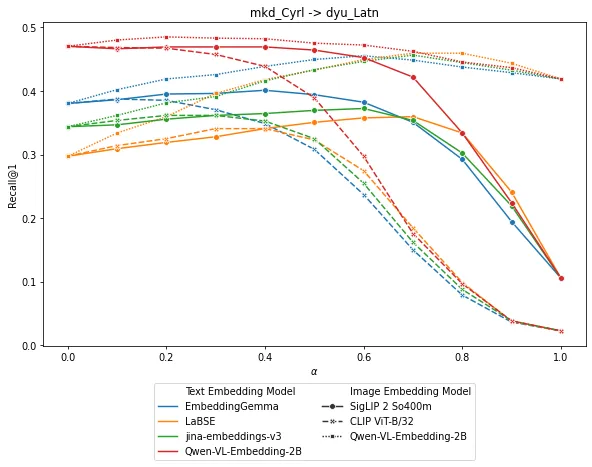 mkd_Cyrl -> dyu_Latn
Recall@1
0.5
0.4
0.3
0.2
0.1
0.0
0.0 0.2 0.4 0.6 0.8 1.0
α
Text Embedding Model Image Embedding Model
EmbeddingGemma SigLIP 2 So400m
LaBSE CLIP ViT-B/32
jina-embeddings-v3 Qwen-VL-Embedding-2B
Qwen-VL-Embedding-2B